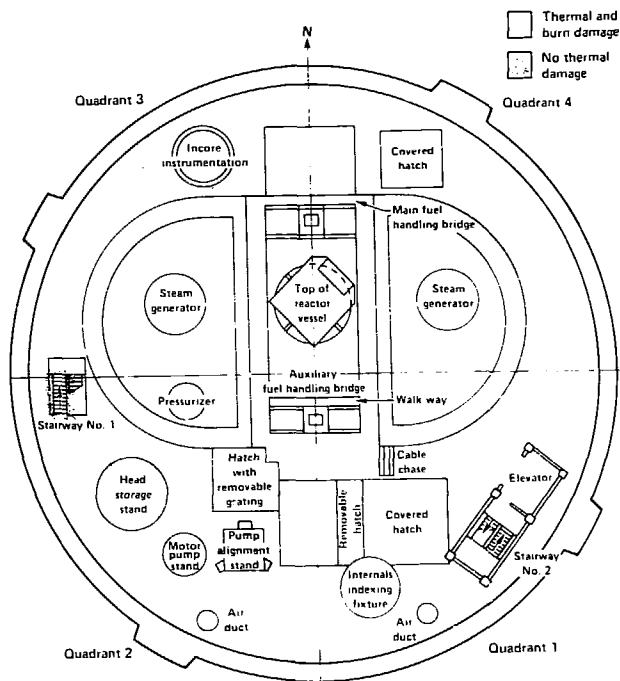 Thermal and
burn damage
No thermal
damage
N
Quadrant 3
Quadrant 4
Incore
instrumentation
Covered
hatch
Main fuel
handling bridge
Steam
generator
Top of
reactor
vessel
Steam
generator
Auxiliary
fuel handling bridge
Pressurizer
Walk way
Stairway No. 1
Hatch
with
removable
grating
Cable
chase
Elevator
Head
storage
stand
Removable
hatch
Covered
hatch
Pump
alignment
stand
Motor
pump
stand
Stairway
No. 2
Internals
indexing
fixture
Air
duct
Air
duct
Quadrant 2
Quadrant 1